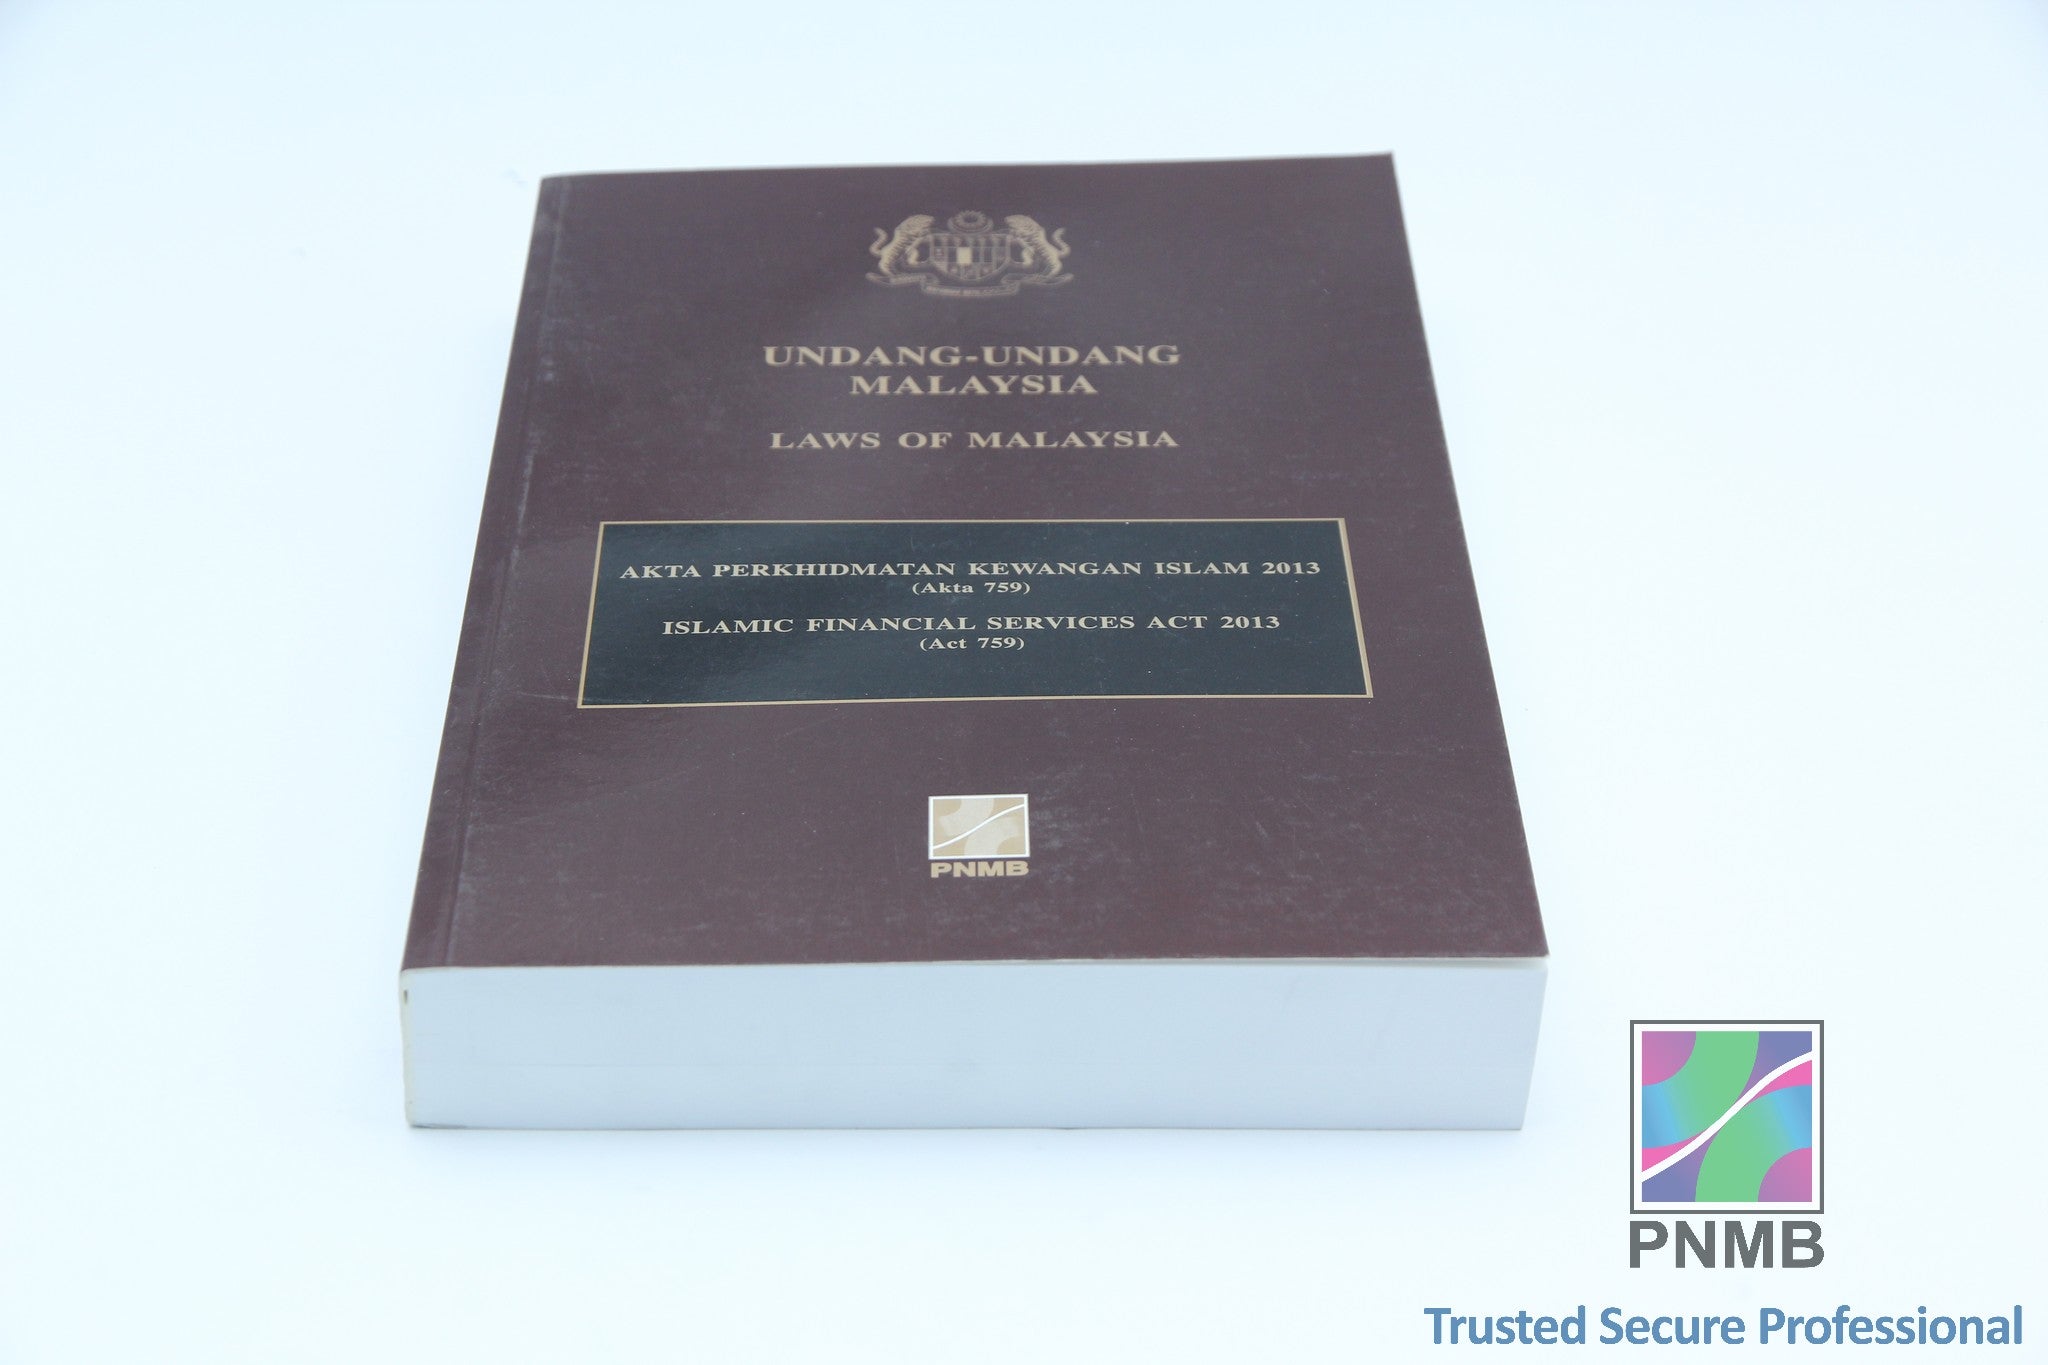 UNDANG-UNDANG
MALAYSIA
LAWS OF MALAYSIA
AKTA PERKHIDMATAN KEWANGAN ISLAM 2013
(Akta 759)
ISLAMIC FINANCIAL SERVICES ACT 2013
(Act 759)
PNMB
PNMB
Trusted Secure Professional